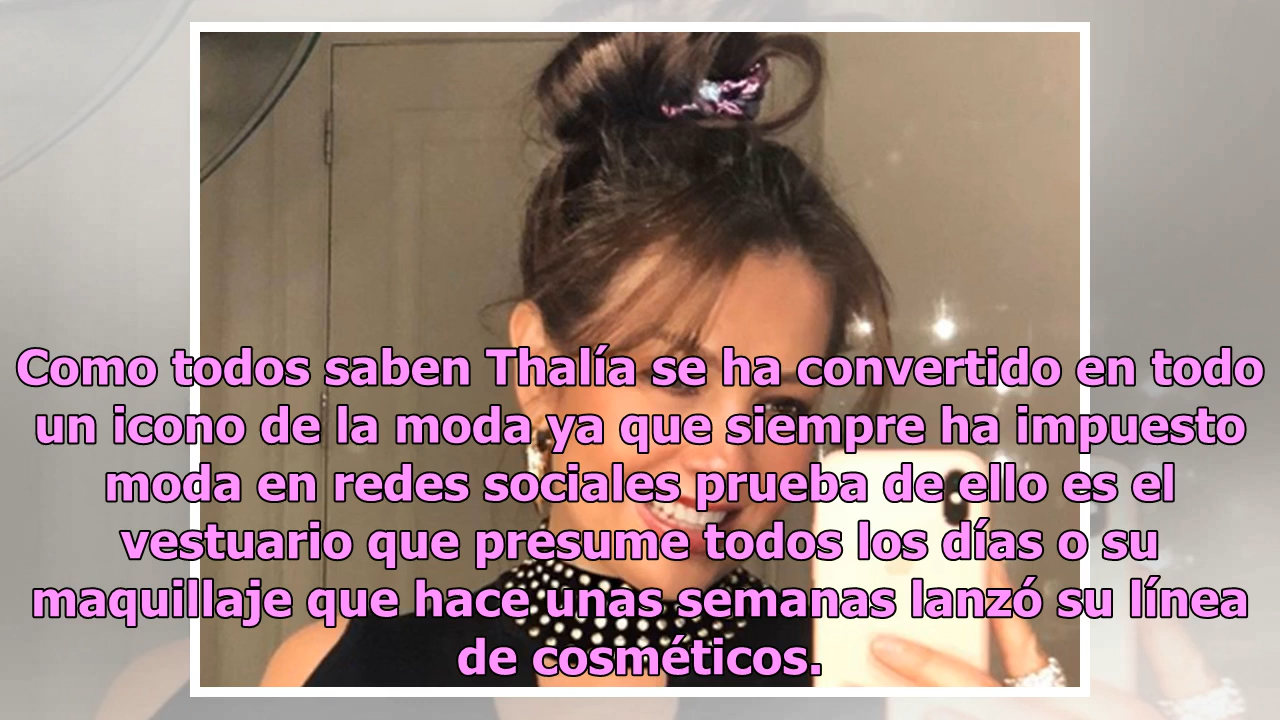 Como todos saben Thalía se ha convertido en todo
un icono de la moda ya que siempre ha impuesto
moda en redes sociales prueba de ello es el
vestuario que presume todos los días o su
maquillaje que hace unas semanas lanzó su línea
de cosméticos.